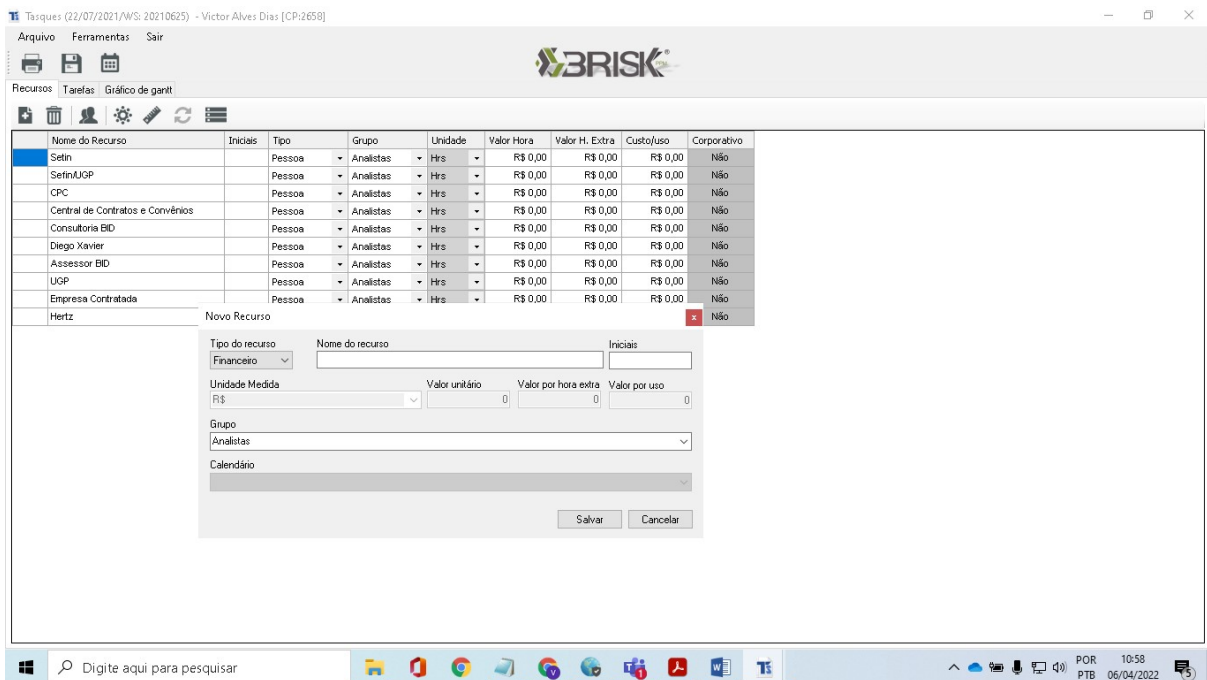 Tasques (22/07/2021/WS: 20210625) - Victor Alves Dias [CP:2658]
Arquivo Ferramentas Sair
BRISK®
Recursos Tarefas Gráfico de gantt
Nome do Recurso Iniciais Tipo Grupo Unidade Valor Hora Valor H. Extra Custo/uso Corporativo
Setin Pessoa Analistas Hrs R$ 0,00 R$ 0,00 R$ 0,00 Não
Sefin/UGP Pessoa Analistas Hrs R$ 0,00 R$ 0,00 R$ 0,00 Não
CPC Pessoa Analistas Hrs R$ 0,00 R$ 0,00 R$ 0,00 Não
Central de Contratos e Convênios Pessoa Analistas Hrs R$ 0,00 R$ 0,00 R$ 0,00 Não
Consultoria BID Pessoa Analistas Hrs R$ 0,00 R$ 0,00 R$ 0,00 Não
Diego Xavier Pessoa Analistas Hrs R$ 0,00 R$ 0,00 R$ 0,00 Não
Assessor BID Pessoa Analistas Hrs R$ 0,00 R$ 0,00 R$ 0,00 Não
UGP Pessoa Analistas Hrs R$ 0,00 R$ 0,00 R$ 0,00 Não
Empresa Contratada Pessoa Analistas Hrs R$ 0,00 R$ 0,00 R$ 0,00 Não
Hertz Não
Novo Recurso x
Tipo do recurso Nome do recurso Iniciais
Financeiro
Unidade Medida Valor unitário Valor por hora extra Valor por uso
R$ 0 0 0
Grupo
Analistas
Calendário
Salvar Cancelar
Digite aqui para pesquisar
POR 10:58
PTB 06/04/2022
5